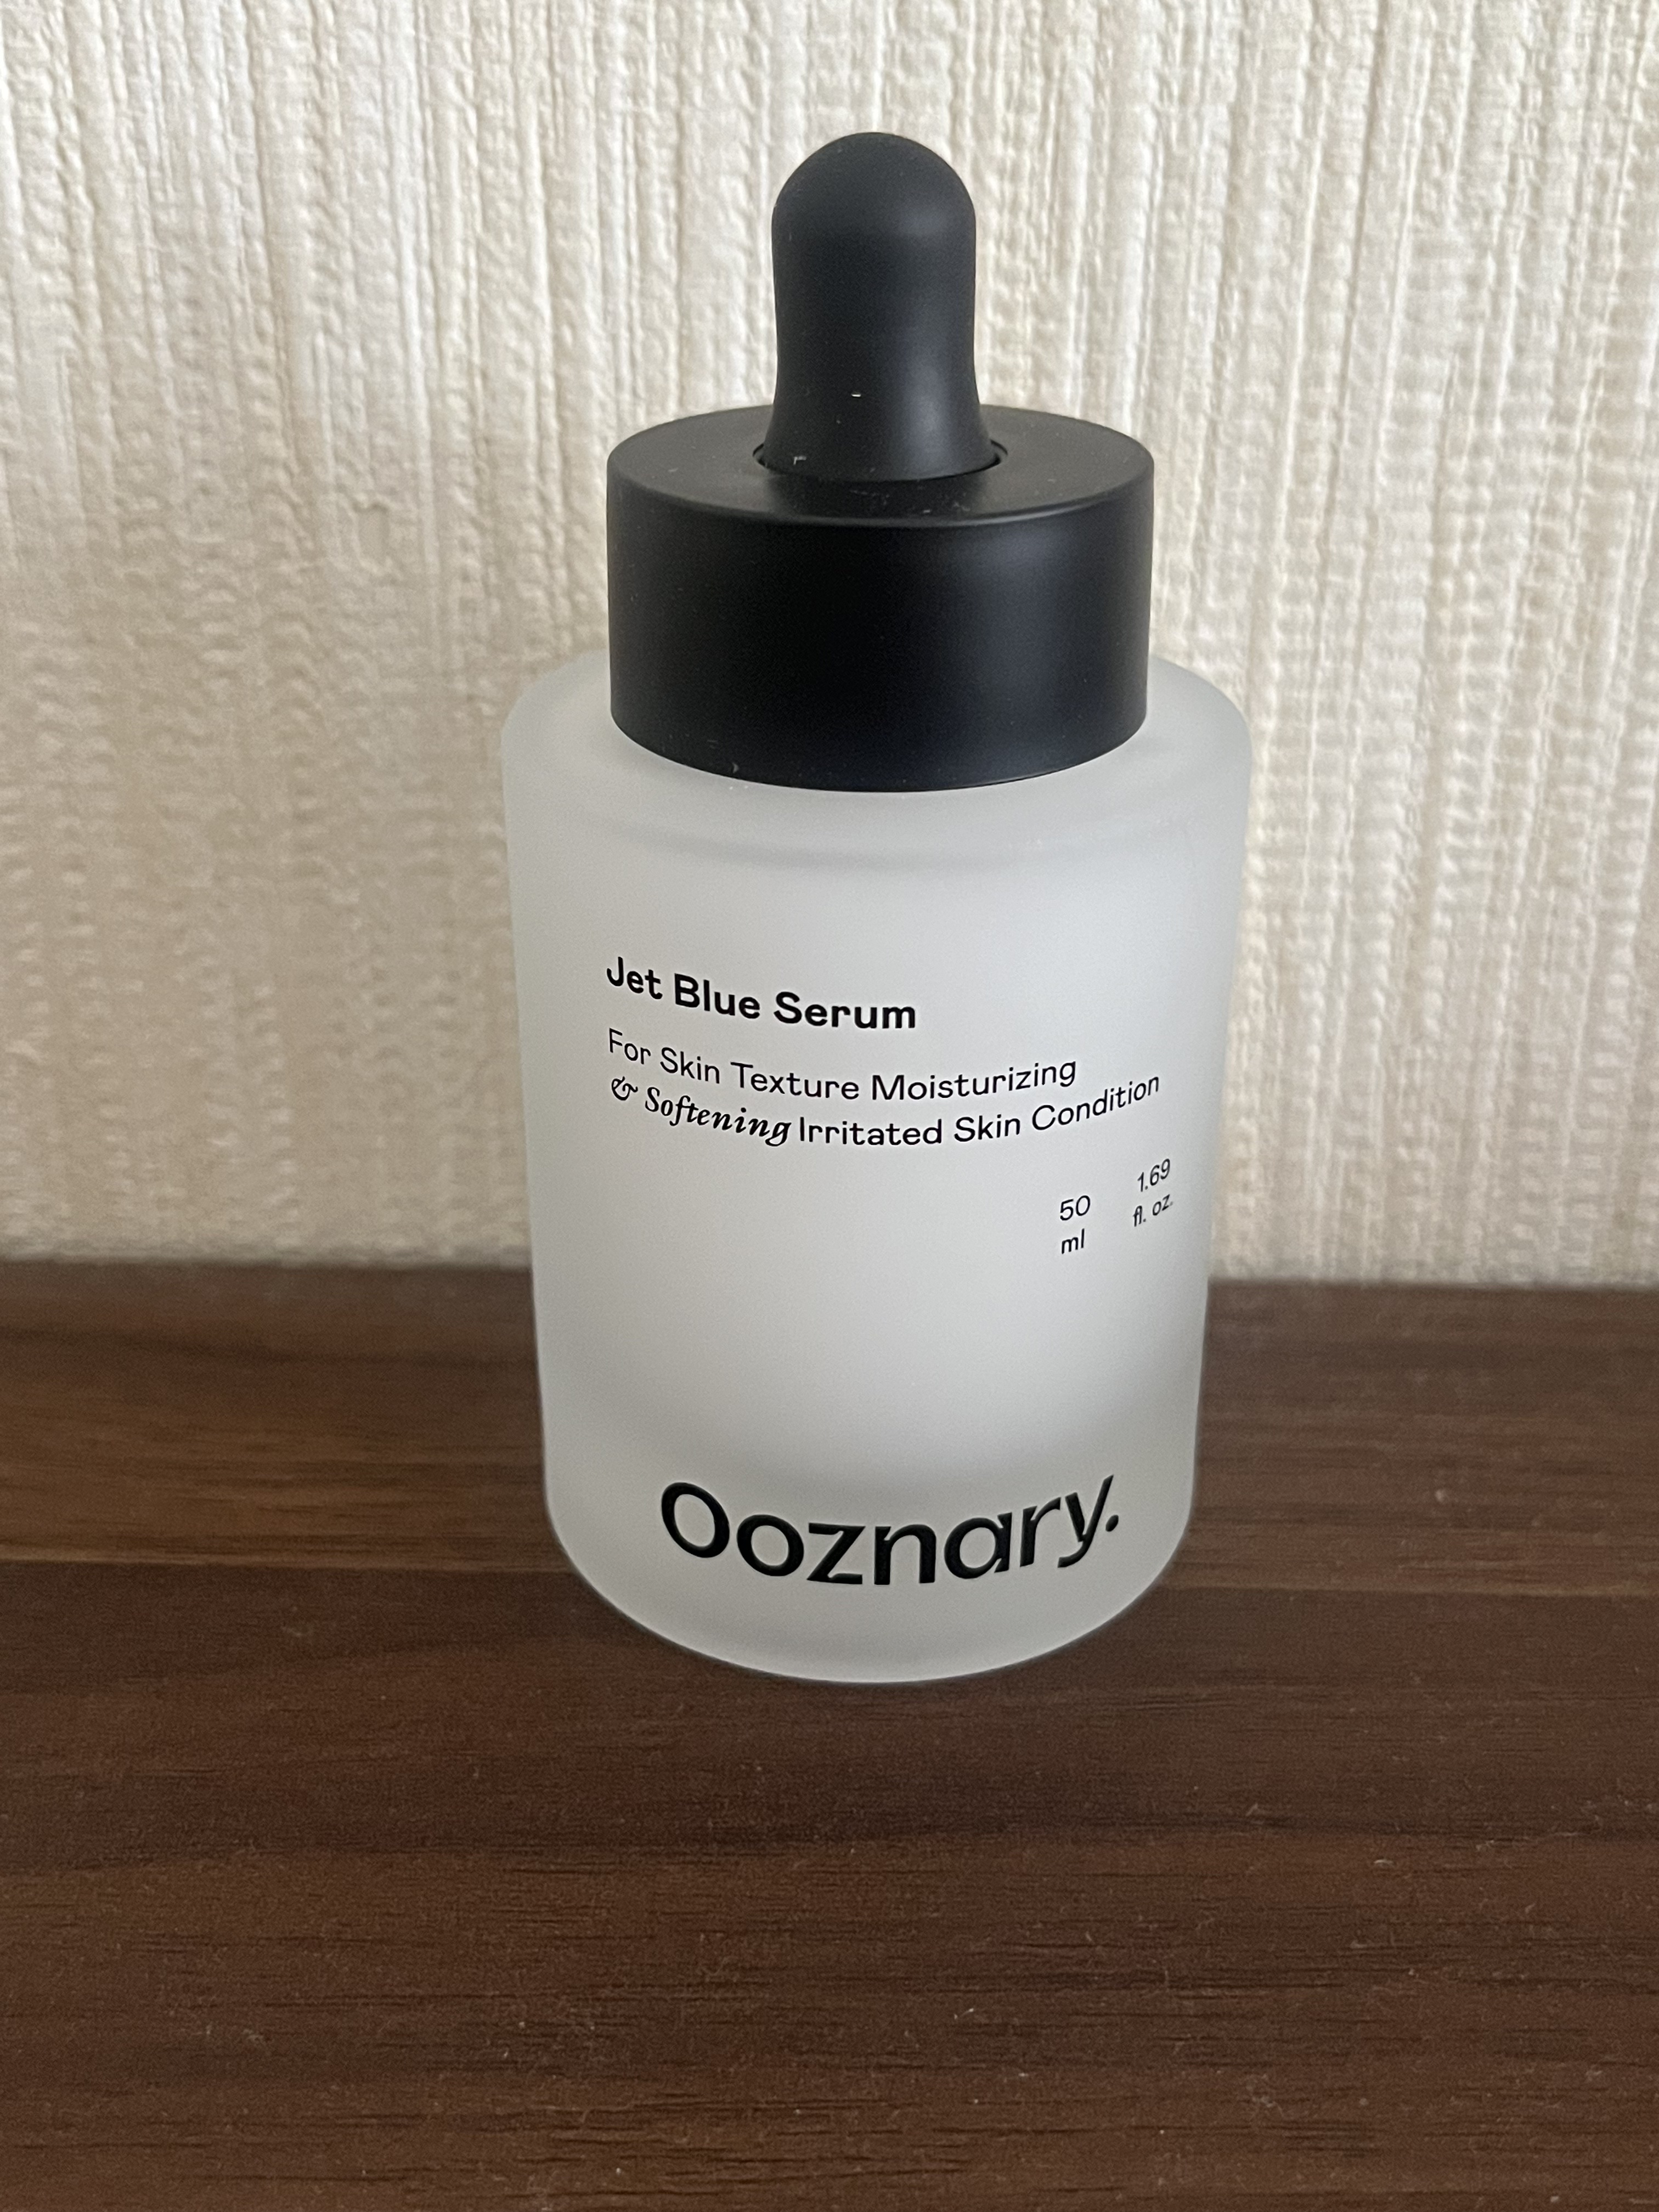 Jet Blue Serum
For Skin Texture Moisturizing
& Softening Irritated Skin Condition
50
ml
1.69
fl. oz.
Ooznary.